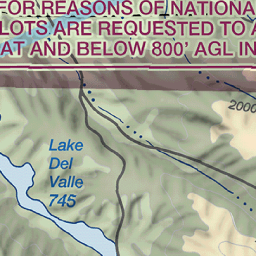 FOR REASONS OF NATIONA
LOTS ARE REQUESTED TO A
AT AND BELOW 800' AGL IN
2000
Lake
Del
Valle
745